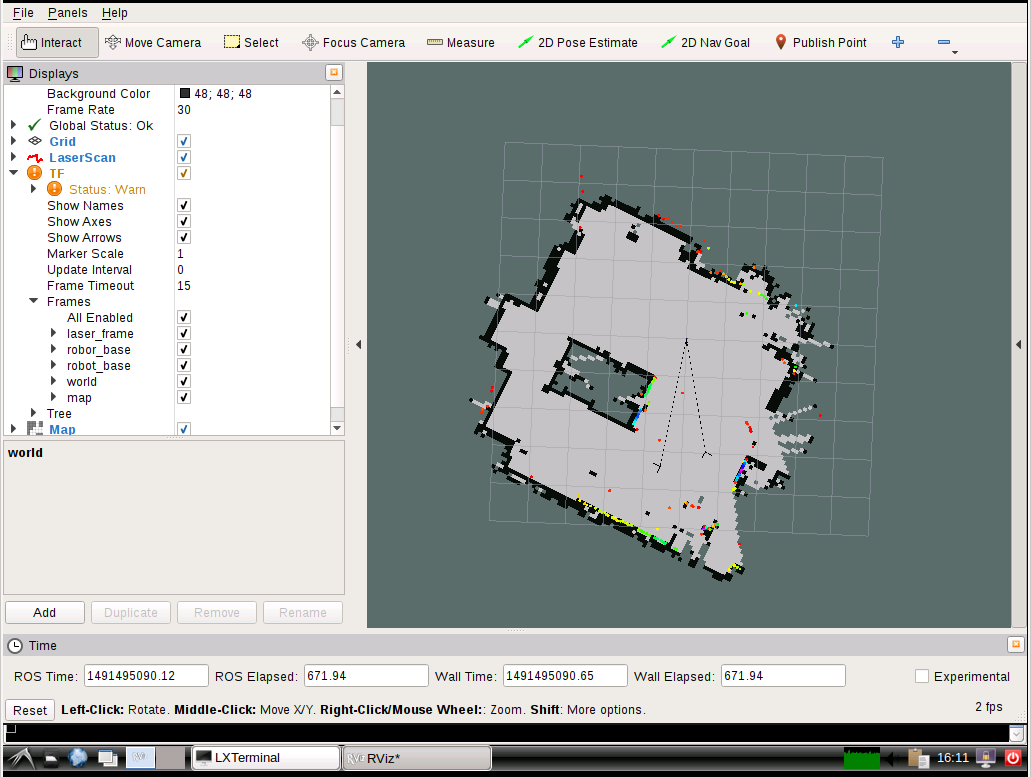 File Panels Help
Interact Move Camera Select Focus Camera Measure 2D Pose Estimate 2D Nav Goal Publish Point
Displays
Background Color 48; 48; 48
Frame Rate 30
Global Status: Ok
Grid
LaserScan
TF
Status: Warn
Show Names
Show Axes
Show Arrows
Marker Scale 1
Update Interval 0
Frame Timeout 15
Frames
All Enabled
laser_frame
robor_base
robot_base
world
map
Tree
Map
world
Add Duplicate Remove Rename
Time
ROS Time: 1491495090.12 ROS Elapsed: 671.94 Wall Time: 1491495090.65 Wall Elapsed: 671.94 Experimental
Reset Left-Click: Rotate. Middle-Click: Move X/Y. Right-Click/Mouse Wheel:: Zoom. Shift: More options. 2 fps
LXTerminal RViz* 16:11